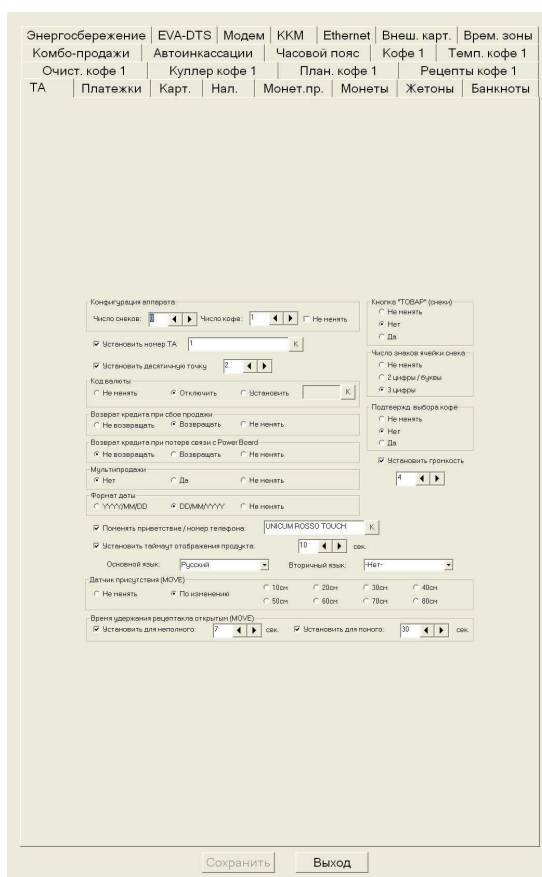 Энергосбережение EVA-DTS Модем ККМ Ethernet Внеш. карт. Врем. зоны
Комбо-продажи Автоинкассации Часовой пояс Кофе 1 Темп. кофе 1
Очист. кофе 1 Куллер кофе 1 План. кофе 1 Рецепты кофе 1
ТА Платежки Карт. Нал. Монет.пр. Монеты Жетоны Банкноты
Конфигурация аппарата
Число снеков: 0 Число кофе: 1 Не менять
Установить номер ТА 1 К
Установить десятичную точку 2
Код валюты
Не менять Отключить Установить К
Возврат кредита при сбое продажи
Не возвращать Возвращать Не менять
Возврат кредита при потере связи с Power Board
Не возвращать Возвращать Не менять
Мультипродажи
Нет Да Не менять
Формат даты
YYYY/MM/DD DD/MM/YYYY Не менять
Кнопка "ТОВАР" (снеки)
Не менять
Нет
Да
Число знаков ячейки снека
Не менять
2 цифры / буквы
3 цифры
Подтвержд. выбора кофе
Не менять
Нет
Да
Установить громкость
4
Поменять приветствие / номер телефона: UNICUM ROSSO TOUCH К
Установить таймаут отображения продукта: 10 сек.
Основной язык: Русский Вторичный язык: -Нет-
Датчик присутствия (MOVE)
Не менять По изменению 10см 20см 30см 40см
50см 60см 70см 80см
Время удержания рецептакла открытым (MOVE)
Установить для неполного: 7 сек. Установить для поного: 30 сек.
Сохранить Выход